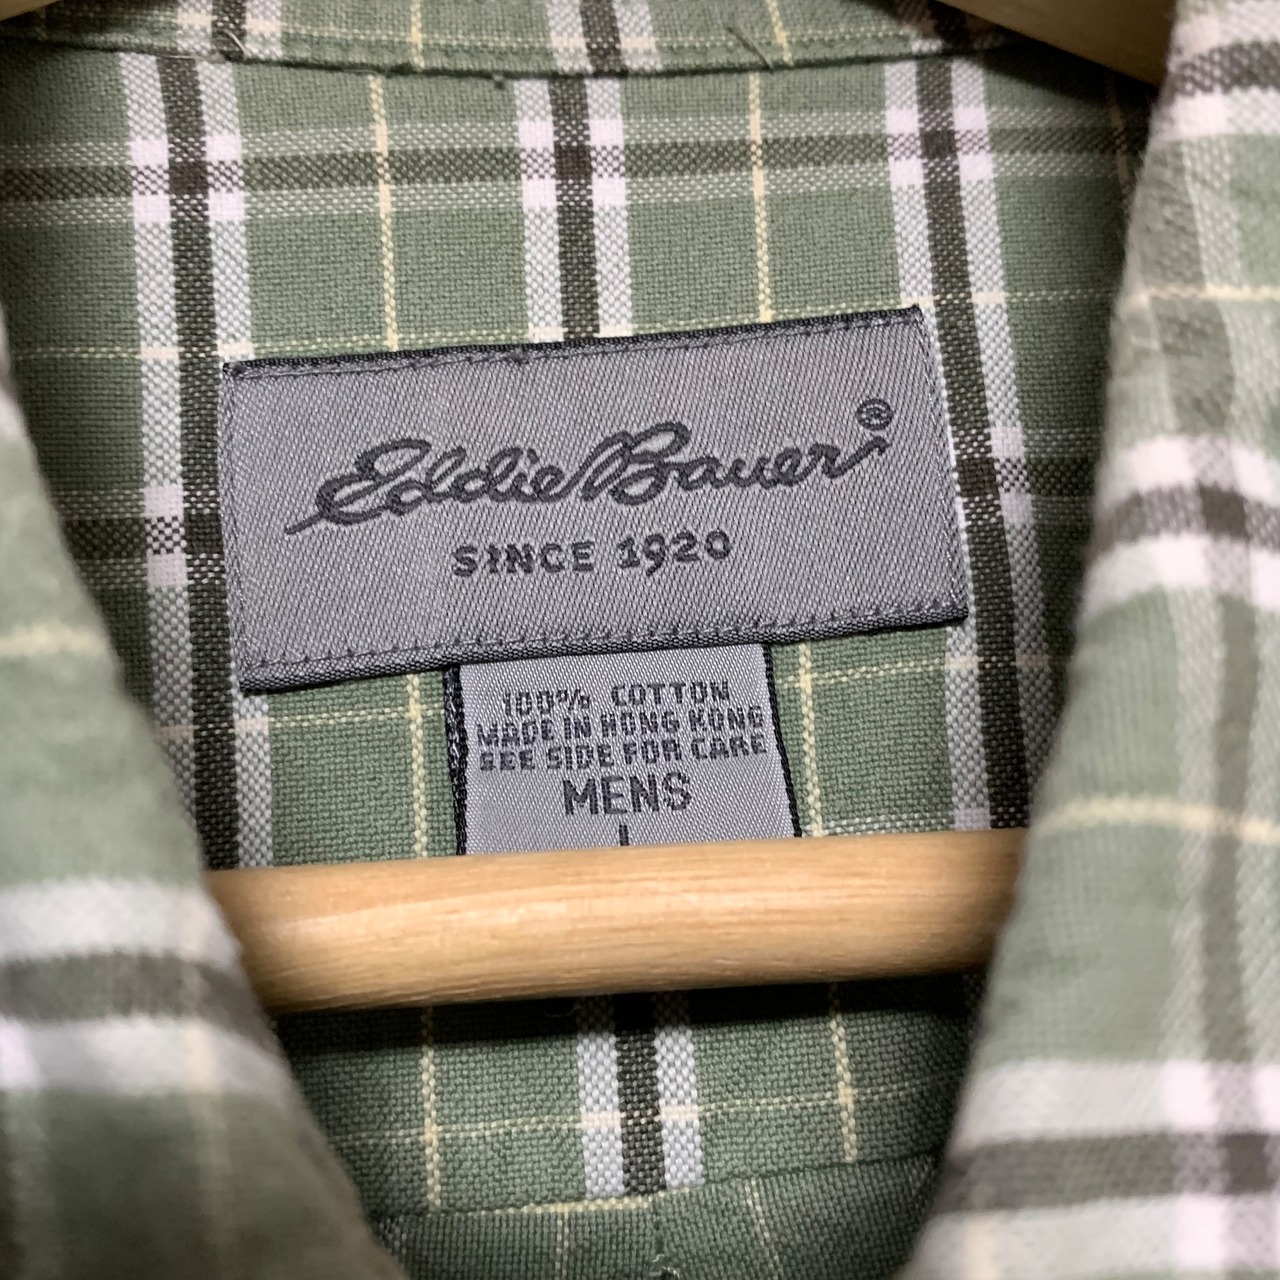 Eddie Bauer®
SINCE 1920
100% COTTON
MADE IN HONG KONG
SEE SIDE FOR CARE
MENS